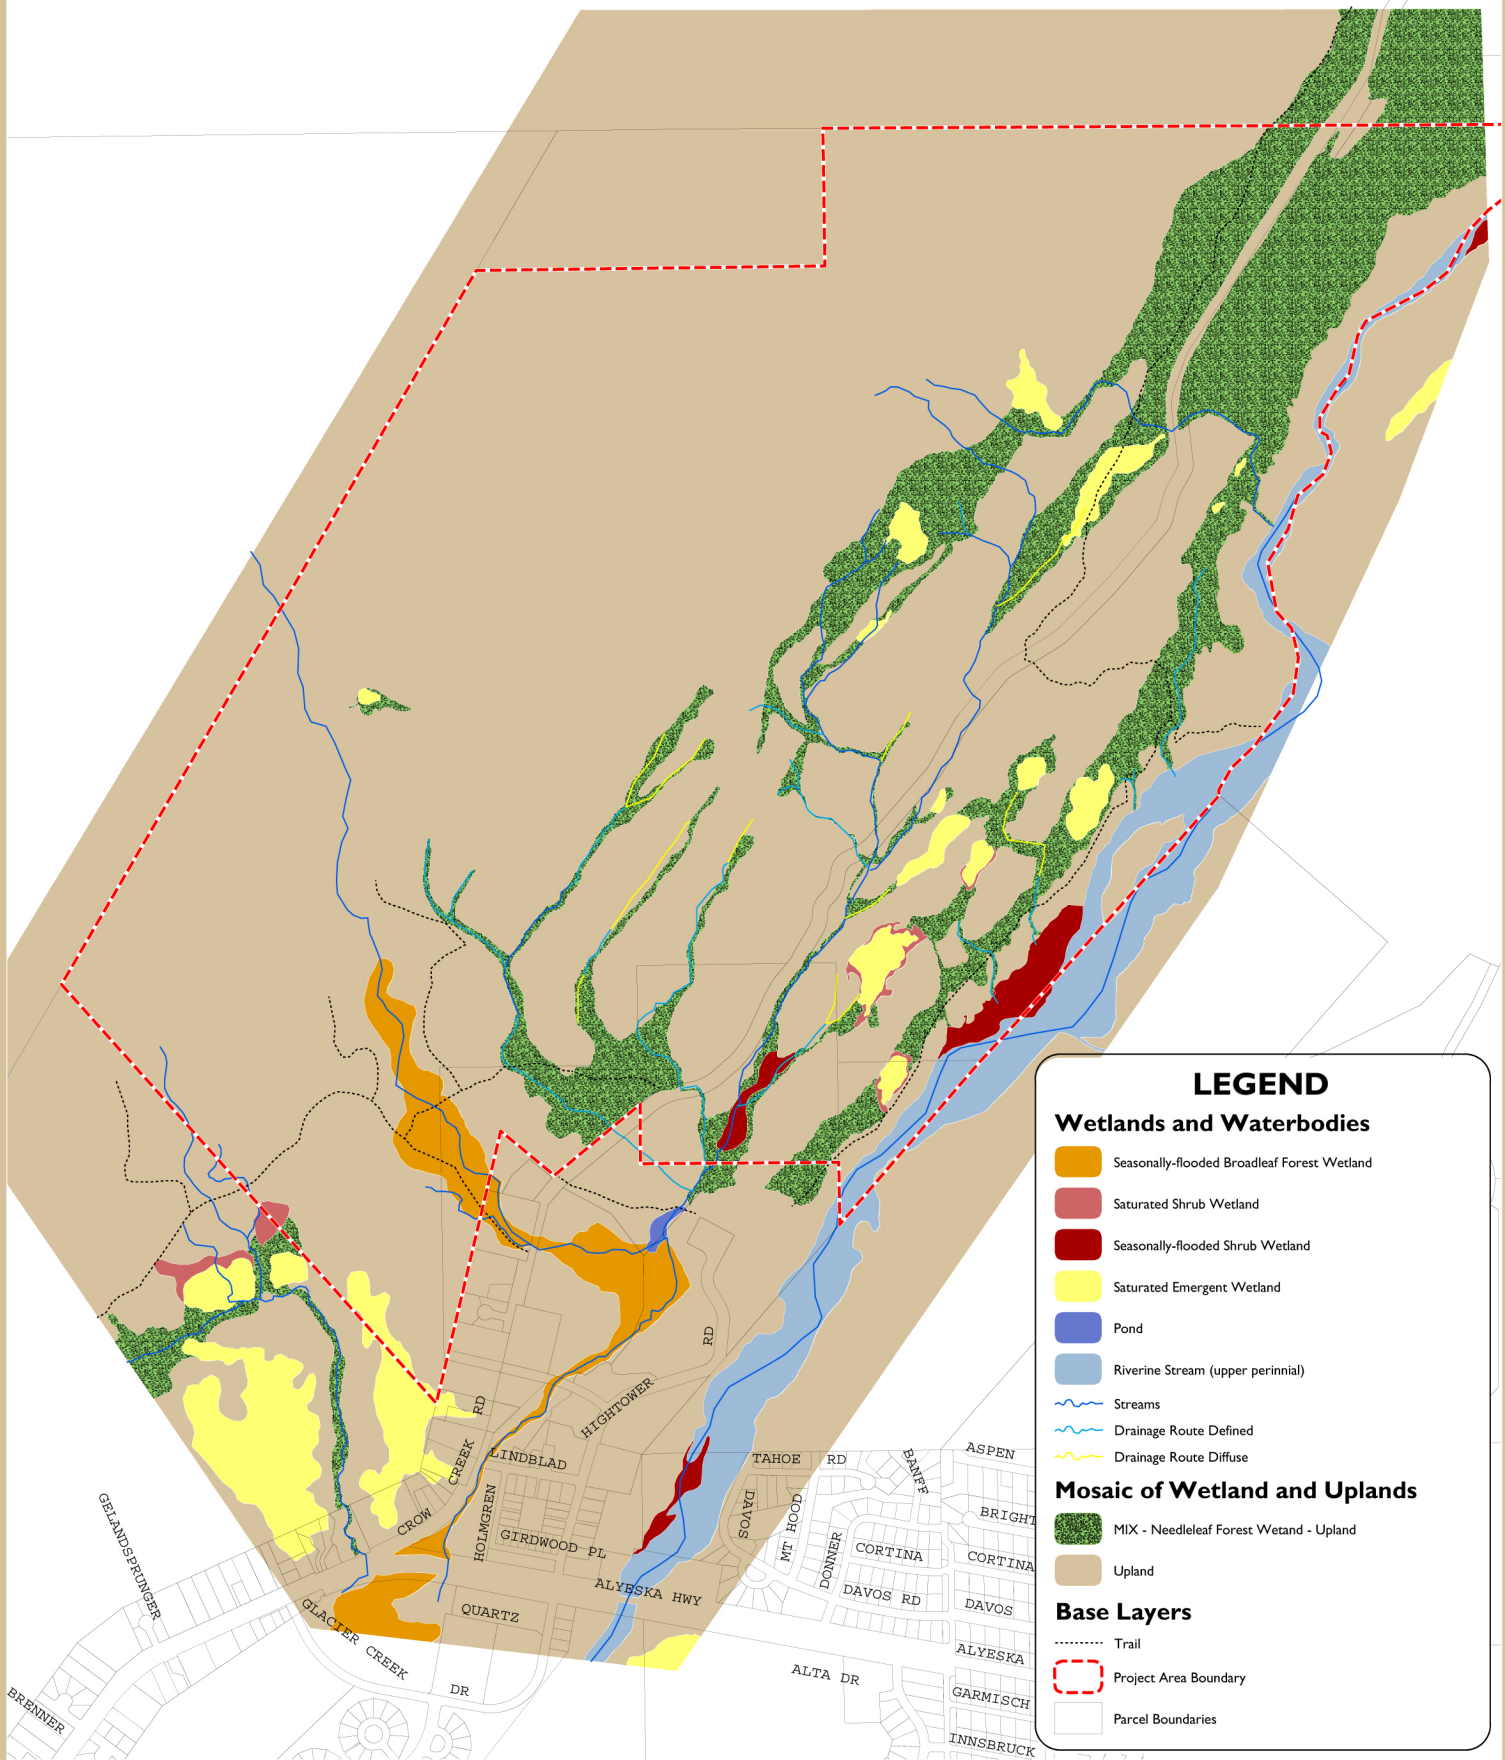 RD
HIGHTOWER
RD
LINDBLAD
CREEK
CROW
HOLMGREN
GIRDWOOD PL
ALYESKA HWY
QUARTZ
GELANDSPRUNGER
GLACIER CREEK
DR
BRENNER
TAHOE RD
BANFF
ASPEN
DAVOS
MT HOOD
DONNER
BRIGHT
CORTINA
CORTINA
DAVOS RD
DAVOS
ALYESKA
ALTA DR
GARMISCH
INNSBRUCK
LEGEND
Wetlands and Waterbodies
Seasonally-flooded Broadleaf Forest Wetland
Saturated Shrub Wetland
Seasonally-flooded Shrub Wetland
Saturated Emergent Wetland
Pond
Riverine Stream (upper perinnial)
Streams
Drainage Route Defined
Drainage Route Diffuse
Mosaic of Wetland and Uplands
MIX - Needleleaf Forest Wetand - Upland
Upland
Base Layers
Trail
Project Area Boundary
Parcel Boundaries